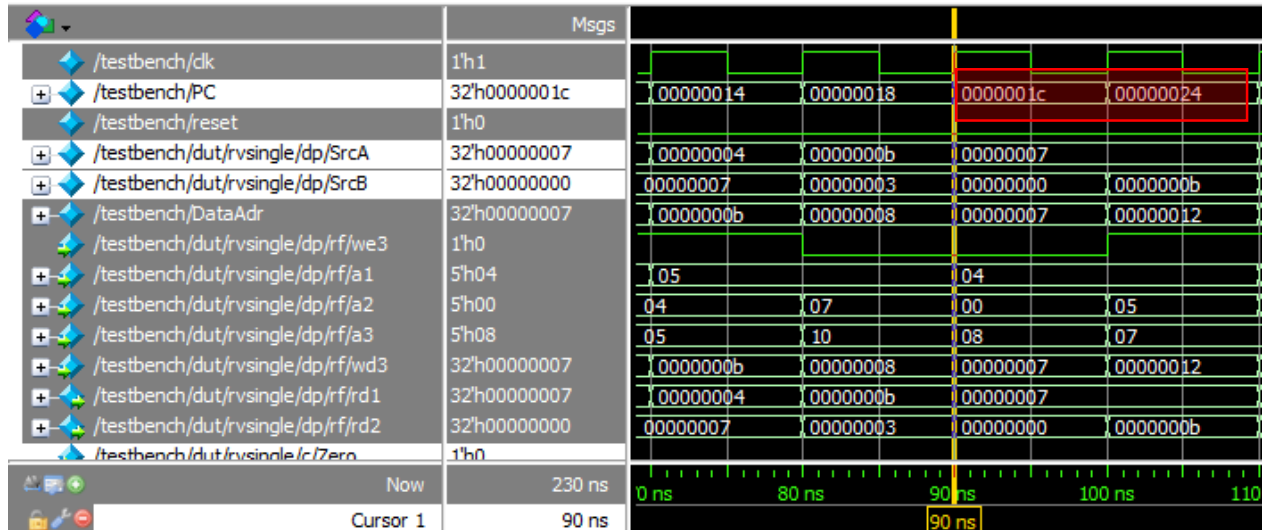 Msgs
/testbench/clk 1'h1
/testbench/PC 32'h0000001c 00000014 00000018 0000001c 00000024
/testbench/reset 1'h0
/testbench/dut/rvsingle/dp/SrcA 32'h00000007 00000004 0000000b 00000007
/testbench/dut/rvsingle/dp/SrcB 32'h00000000 00000007 00000003 00000000 0000000b
/testbench/DataAdr 32'h00000007 0000000b 00000008 00000007 00000012
/testbench/dut/rvsingle/dp/rf/we3 1'h0
/testbench/dut/rvsingle/dp/rf/a1 5'h04 05 04
/testbench/dut/rvsingle/dp/rf/a2 5'h00 04 07 00 05
/testbench/dut/rvsingle/dp/rf/a3 5'h08 05 10 08 07
/testbench/dut/rvsingle/dp/rf/wd3 32'h00000007 0000000b 00000008 00000007 00000012
/testbench/dut/rvsingle/dp/rf/rd1 32'h00000007 00000004 0000000b 00000007
/testbench/dut/rvsingle/dp/rf/rd2 32'h00000000 00000007 00000003 00000000 0000000b
/testbench/dut/rvsingle/c/Zero 1'h0
Now 230 ns 0 ns 80 ns 90 ns 100 ns 110
Cursor 1 90 ns 90 ns